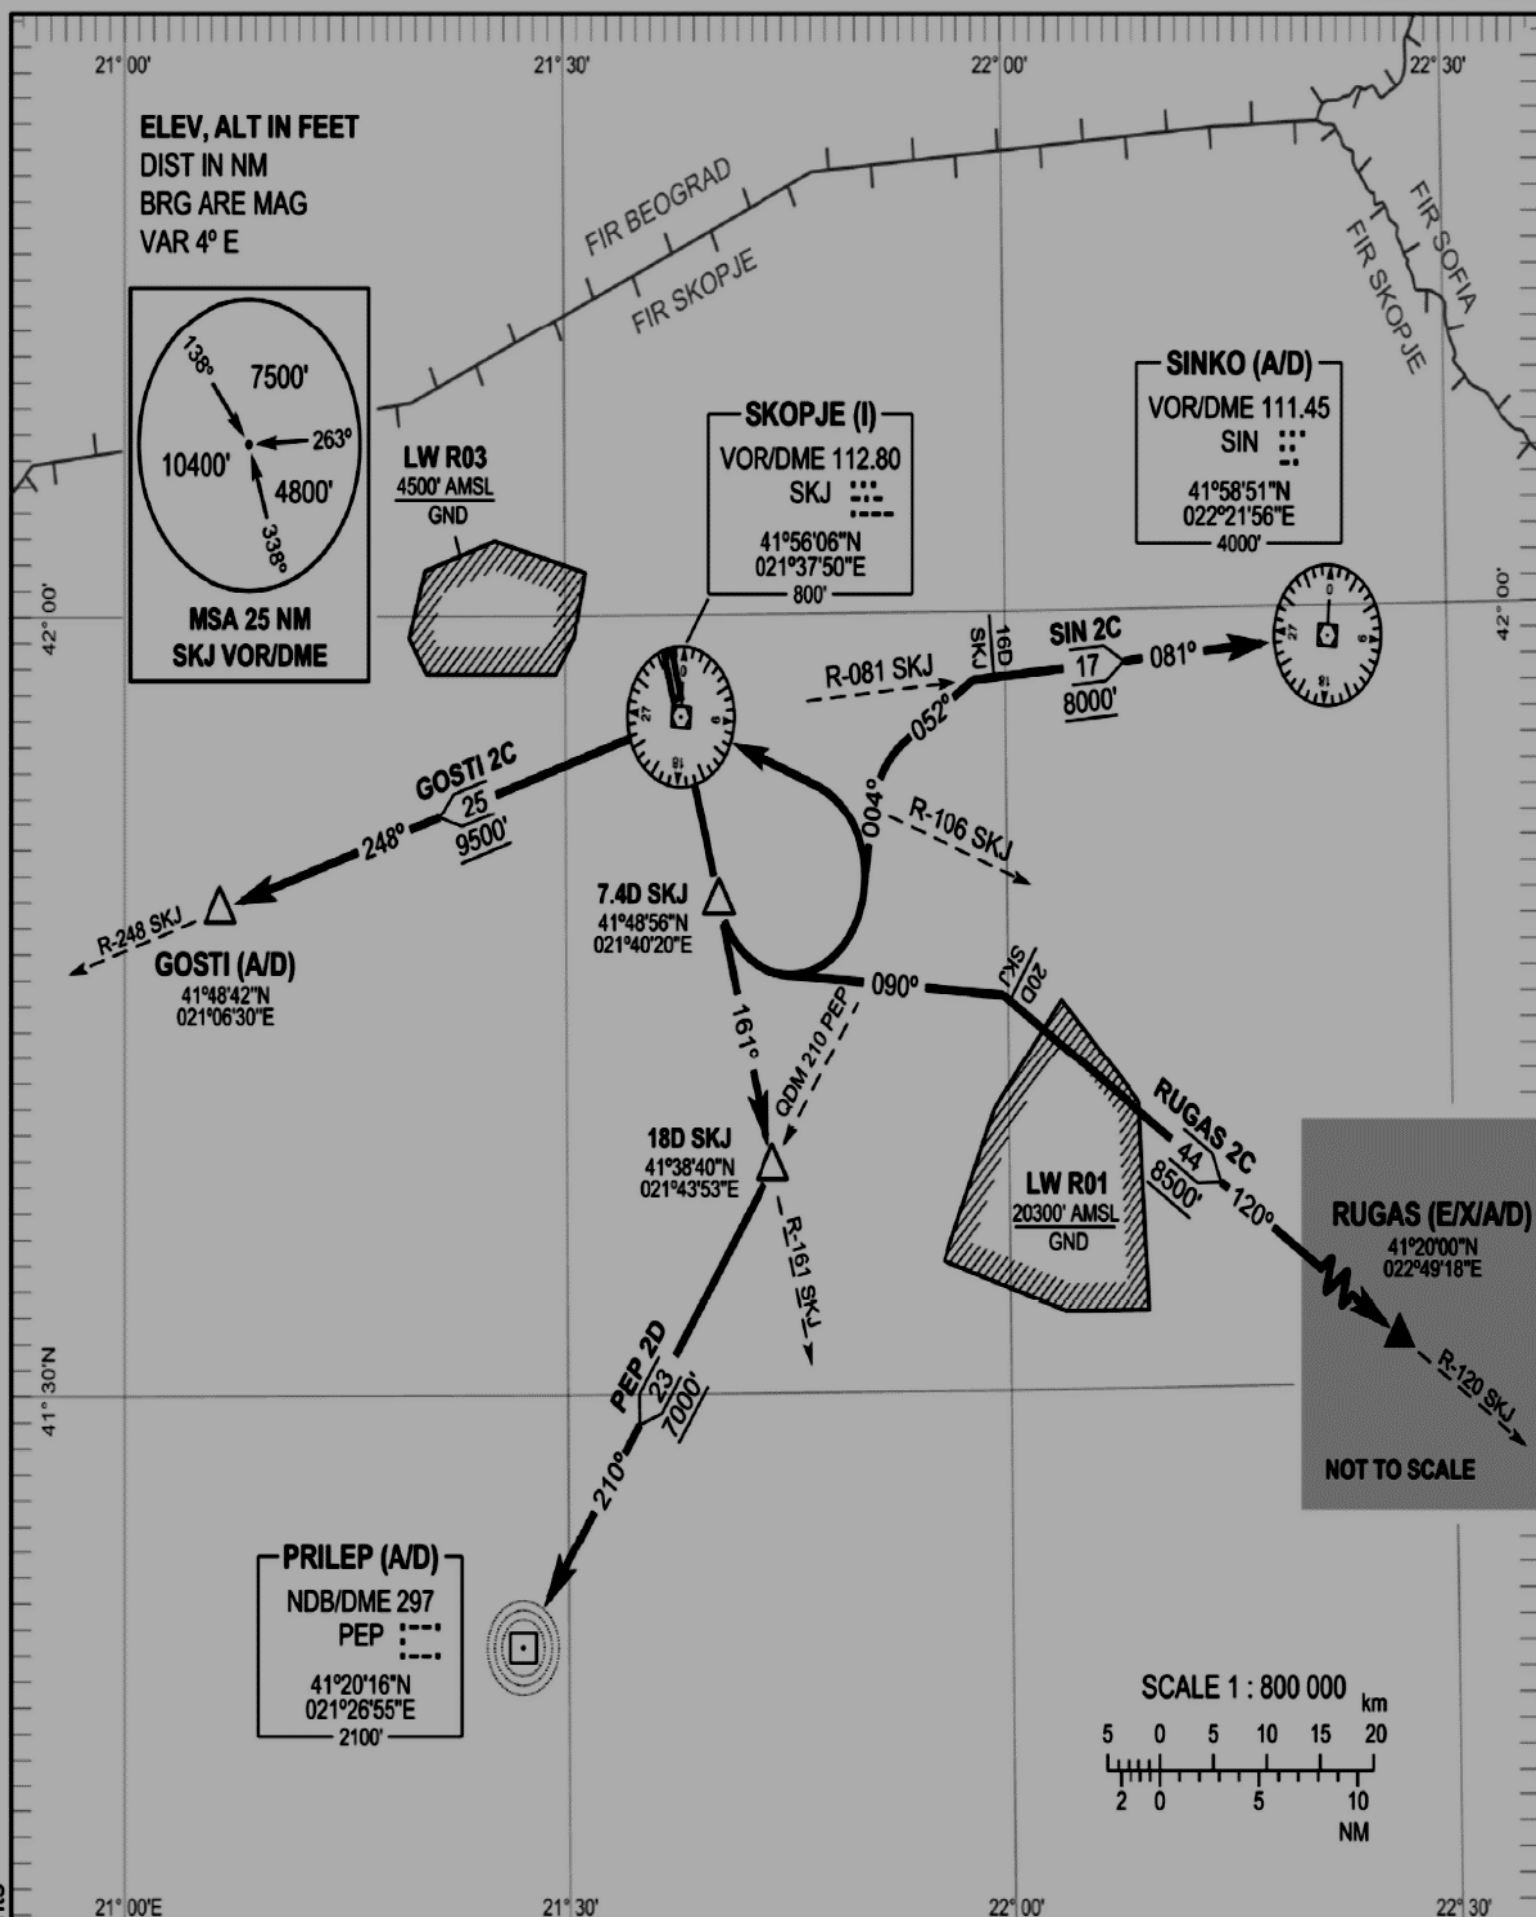 21° 00'
21° 30'
22° 00'
22° 30'
ELEV, ALT IN FEET
DIST IN NM
BRG ARE MAG
VAR 4° E
FIR BEOGRAD
FIR SKOPJE
FIR SOFIA
FIR SKOPJE
138°
7500'
263°
10400'
4800'
338°
MSA 25 NM
SKJ VOR/DME
LW R03
4500' AMSL
GND
SKOPJE (I)
VOR/DME 112.80
SKJ
41°56'06"N
021°37'50"E
800'
SINKO (A/D)
VOR/DME 111.45
SIN
41°58'51"N
022°21'56"E
4000'
42° 00'
42° 00'
0
9
18
27
0
9
18
27
R-081 SKJ
16D
SKJ
SIN 2C
17
8000'
081°
052°
004°
R-106 SKJ
GOSTI 2C
25
9500'
248°
R-248 SKJ
GOSTI (A/D)
41°48'42"N
021°06'30"E
7.4D SKJ
41°48'56"N
021°40'20"E
090°
20D
SKJ
161°
QDM 210 PEP
18D SKJ
41°38'40"N
021°43'53"E
R-161 SKJ
LW R01
20300' AMSL
GND
RUGAS 2C
44
8500'
120°
RUGAS (E/X/A/D)
41°20'00"N
022°49'18"E
R-120 SKJ
NOT TO SCALE
41° 30'N
PEP 2D
23
7000'
210°
PRILEP (A/D)
NDB/DME 297
PEP
41°20'16"N
021°26'55"E
2100'
SCALE 1 : 800 000
km
5 0 5 10 15 20
2 0 5 10
NM
21° 00'E
21° 30'
22° 00'
22° 30'